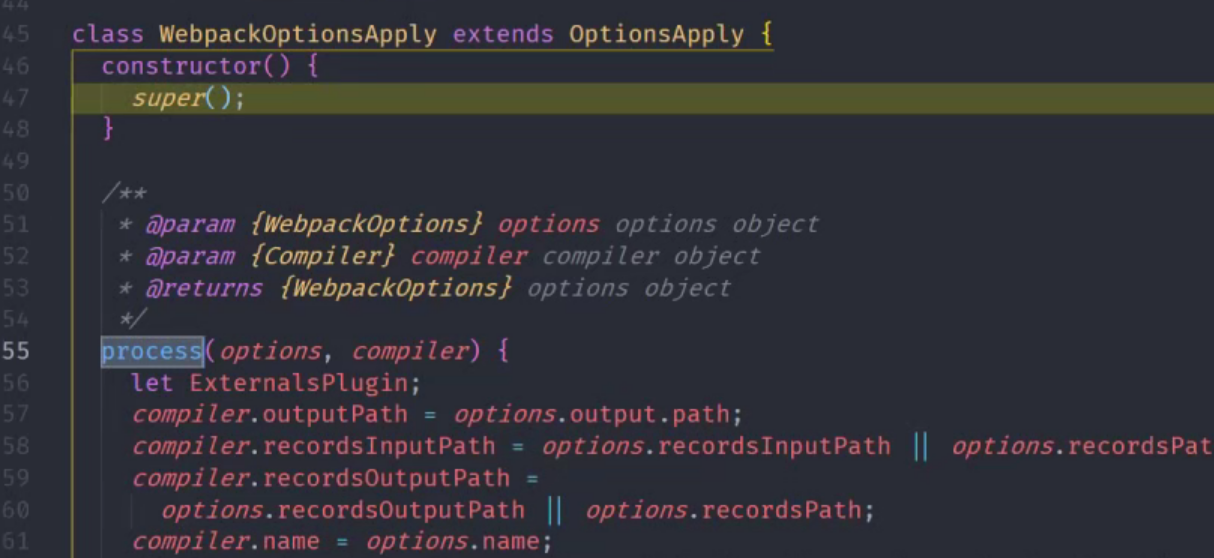 44
45 class WebpackOptionsApply extends OptionsApply {
46 constructor() {
47 super();
48 }
49
50 /**
51 * @param {WebpackOptions} options options object
52 * @param {Compiler} compiler compiler object
53 * @returns {WebpackOptions} options object
54 */
55 process(options, compiler) {
56 let ExternalsPlugin;
57 compiler.outputPath = options.output.path;
58 compiler.recordsInputPath = options.recordsInputPath || options.recordsPat
59 compiler.recordsOutputPath =
60 options.recordsOutputPath || options.recordsPath;
61 compiler.name = options.name;